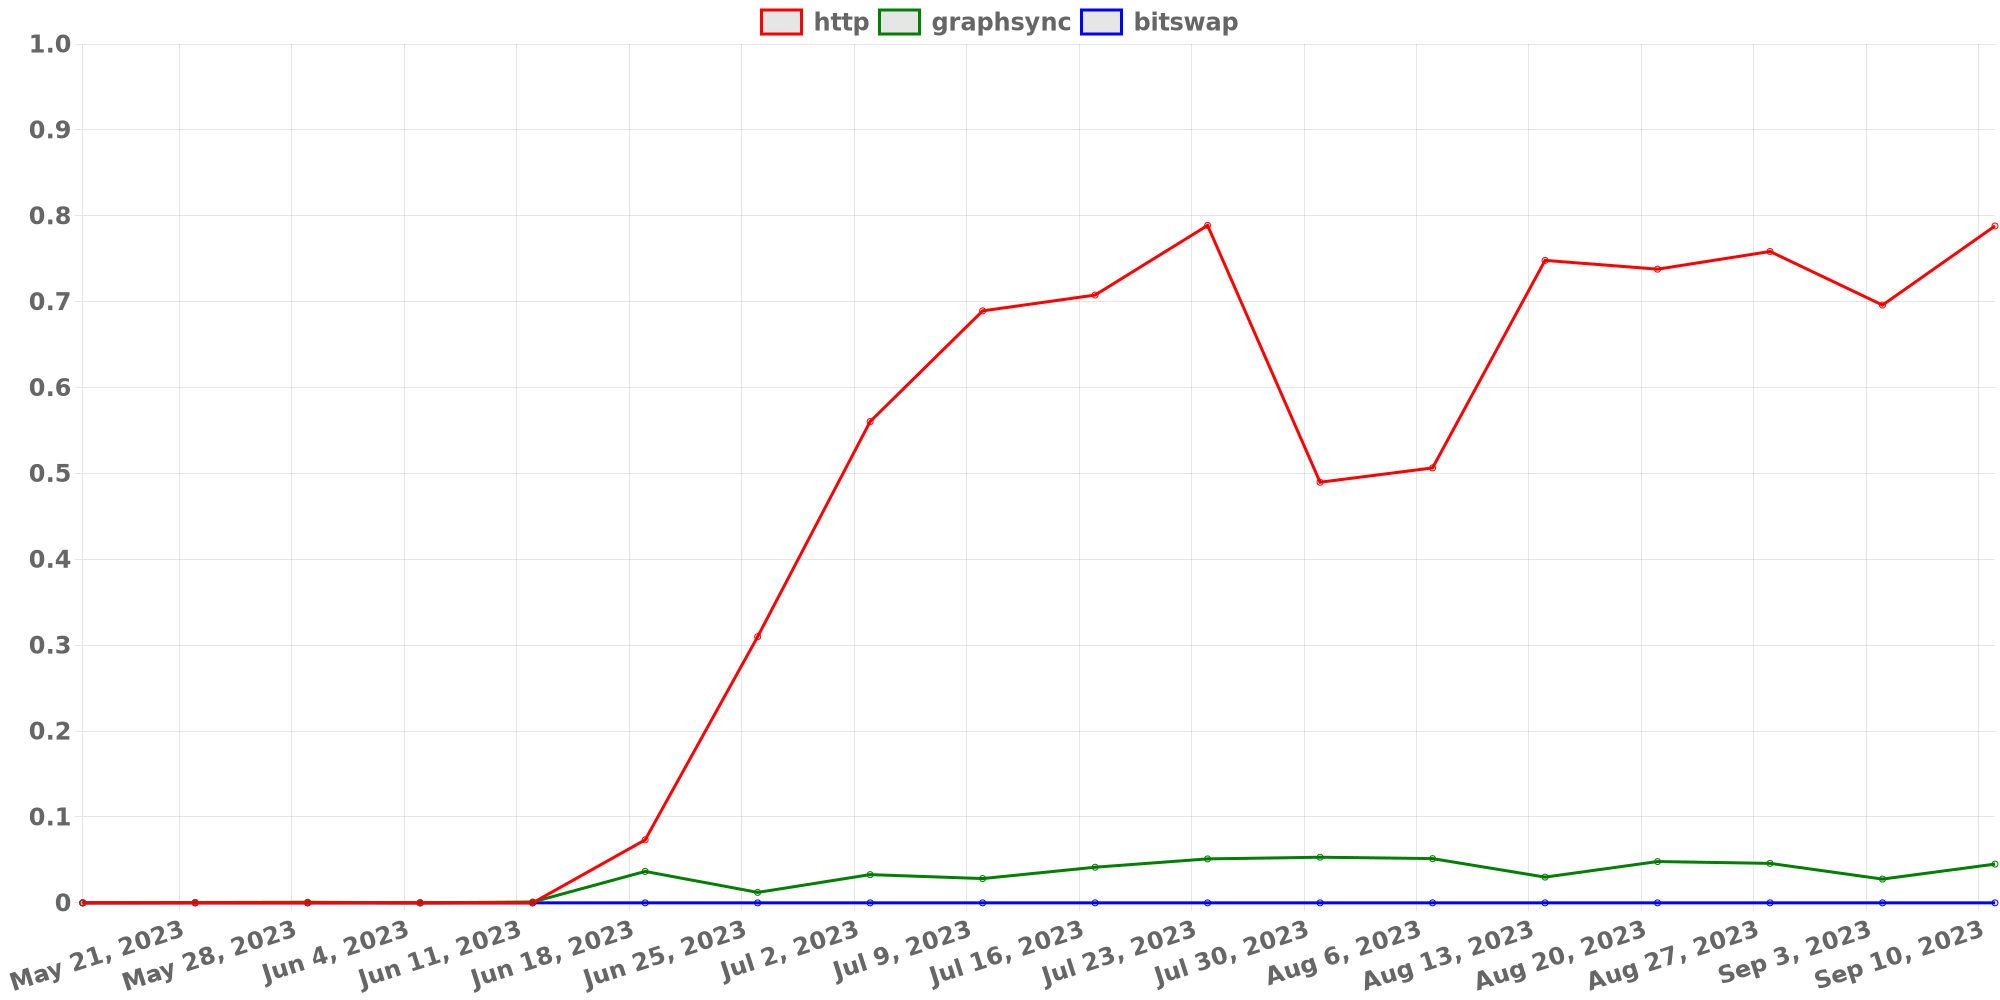 http graphsync bitswap
1.0
0.9
0.8
0.7
0.6
0.5
0.4
0.3
0.2
0.1
0
May 21, 2023
May 28, 2023
Jun 4, 2023
Jun 11, 2023
Jun 18, 2023
Jun 25, 2023
Jul 2, 2023
Jul 9, 2023
Jul 16, 2023
Jul 23, 2023
Jul 30, 2023
Aug 6, 2023
Aug 13, 2023
Aug 20, 2023
Aug 27, 2023
Sep 3, 2023
Sep 10, 2023